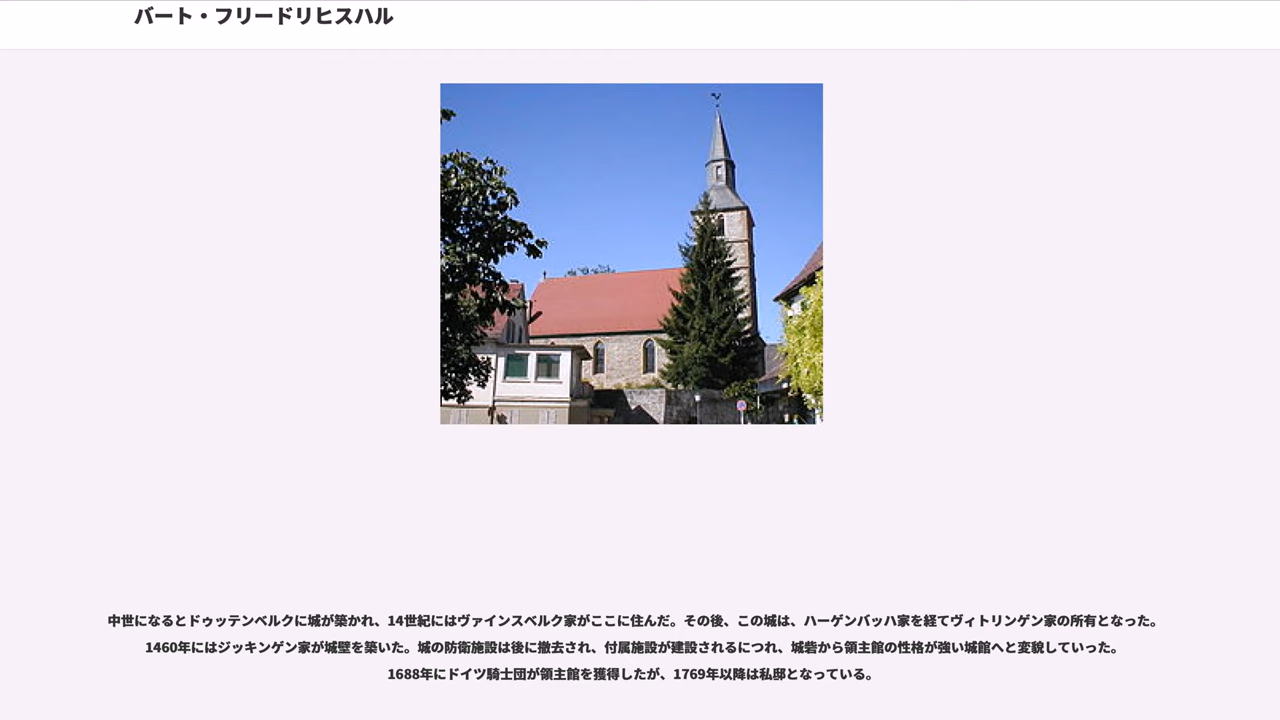 バート・フリードリヒスハル
中世になるとドゥッテンベルクに城が築かれ、14世紀にはヴァインスベルク家がここに住んだ。その後、この城は、ハーゲンバッハ家を経てヴィトリンゲン家の所有となった。
1460年にはジッキンゲン家が城壁を築いた。城の防衛施設は後に撤去され、付属施設が建設されるにつれ、城砦から領主館の性格が強い城館へと変貌していった。
1688年にドイツ騎士団が領主館を獲得したが、1769年以降は私邸となっている。